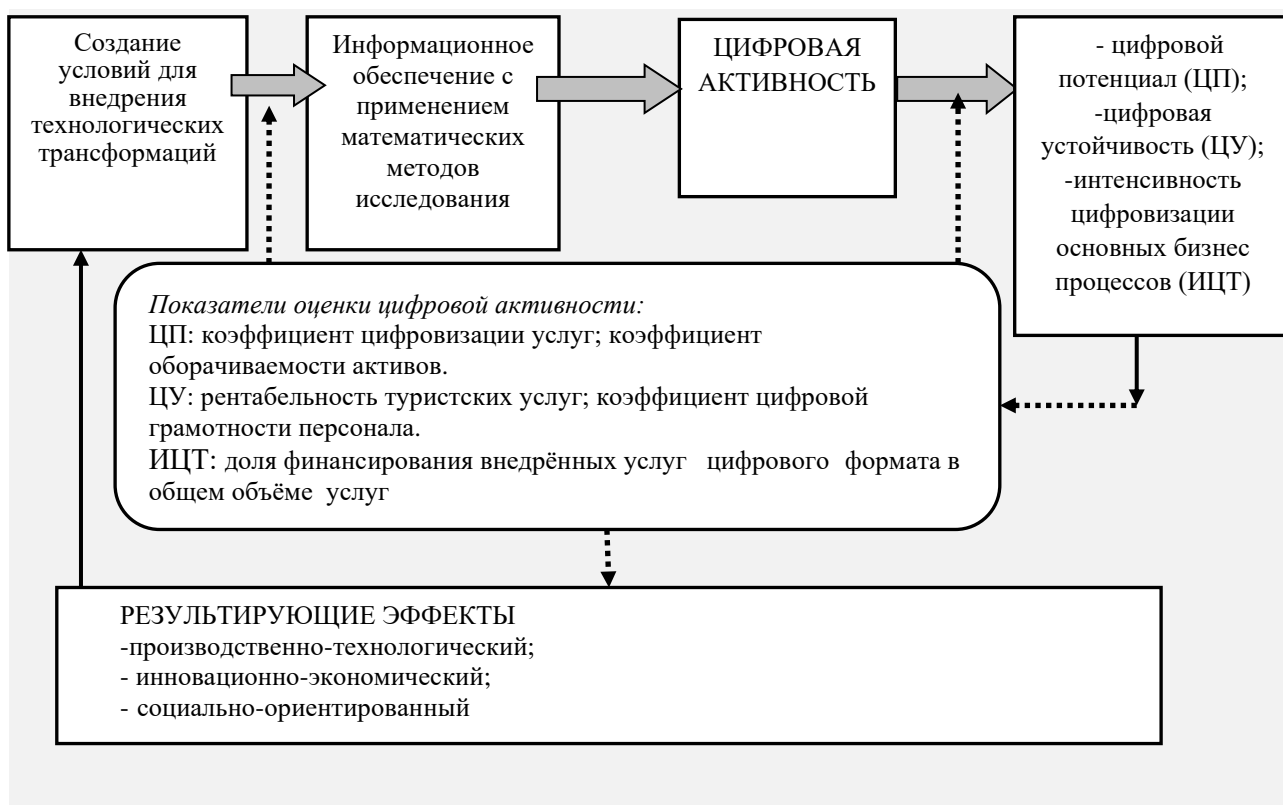 Создание
условий для
внедрения
технологических
трансформаций
Информационное
обеспечение с
применением
математических
методов
исследования
ЦИФРОВАЯ
АКТИВНОСТЬ
- цифровой
потенциал (ЦП);
-цифровая
устойчивость (ЦУ);
-интенсивность
цифровизации
основных бизнес
процессов (ИЦТ)
Показатели оценки цифровой активности:
ЦП: коэффициент цифровизации услуг; коэффициент
оборачиваемости активов.
ЦУ: рентабельность туристских услуг; коэффициент цифровой
грамотности персонала.
ИЦТ: доля финансирования внедрённых услуг цифрового формата в
общем объёме услуг
РЕЗУЛЬТИРУЮЩИЕ ЭФФЕКТЫ
-производственно-технологический;
- инновационно-экономический;
- социально-ориентированный